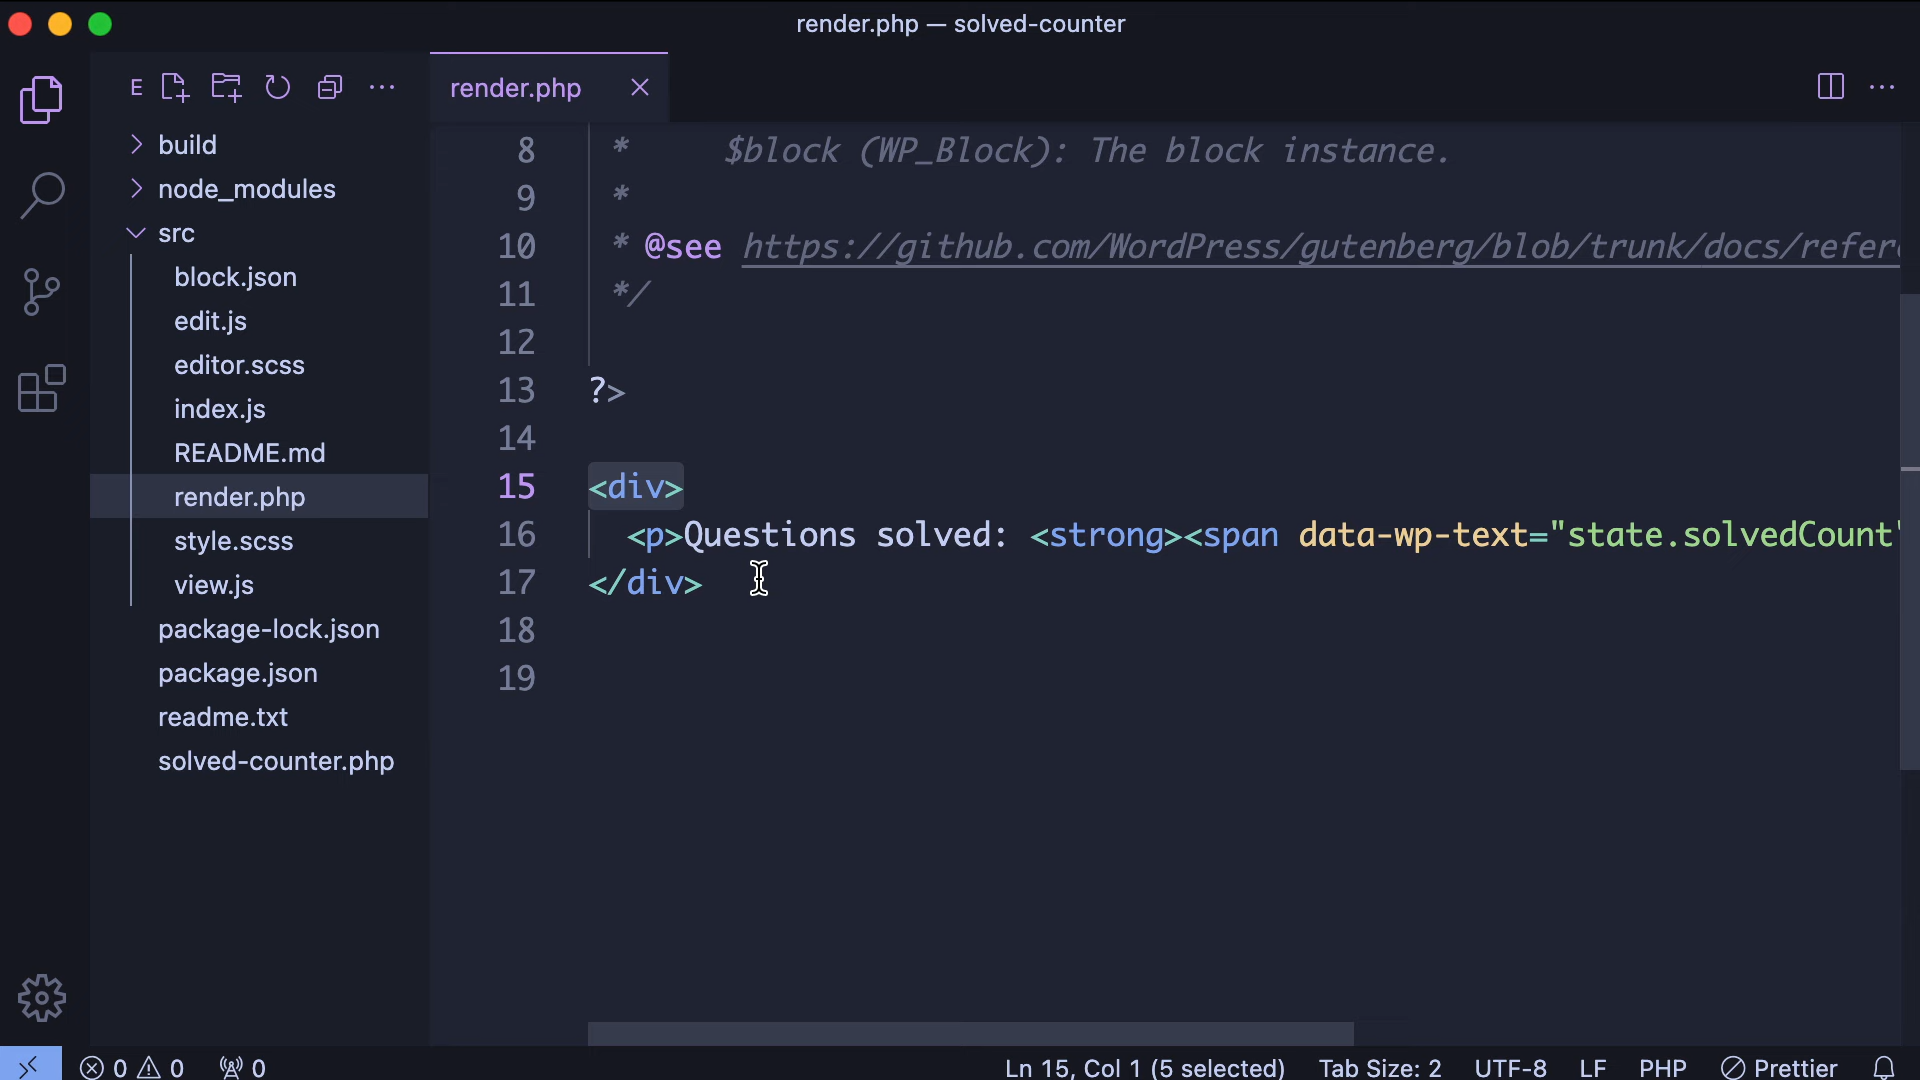 render.php — solved-counter
E
render.php
build
node_modules
src
block.json
edit.js
editor.scss
index.js
README.md
render.php
style.scss
view.js
package-lock.json
package.json
readme.txt
solved-counter.php
8 * $block (WP_Block): The block instance.
9 *
10 * @see https://github.com/WordPress/gutenberg/blob/trunk/docs/refere
11 */
12
13 ?>
14
15 <div>
16 <p>Questions solved: <strong><span data-wp-text="state.solvedCount"
17 </div>
18
19
0 0 0 Ln 15, Col 1 (5 selected) Tab Size: 2 UTF-8 LF PHP Prettier